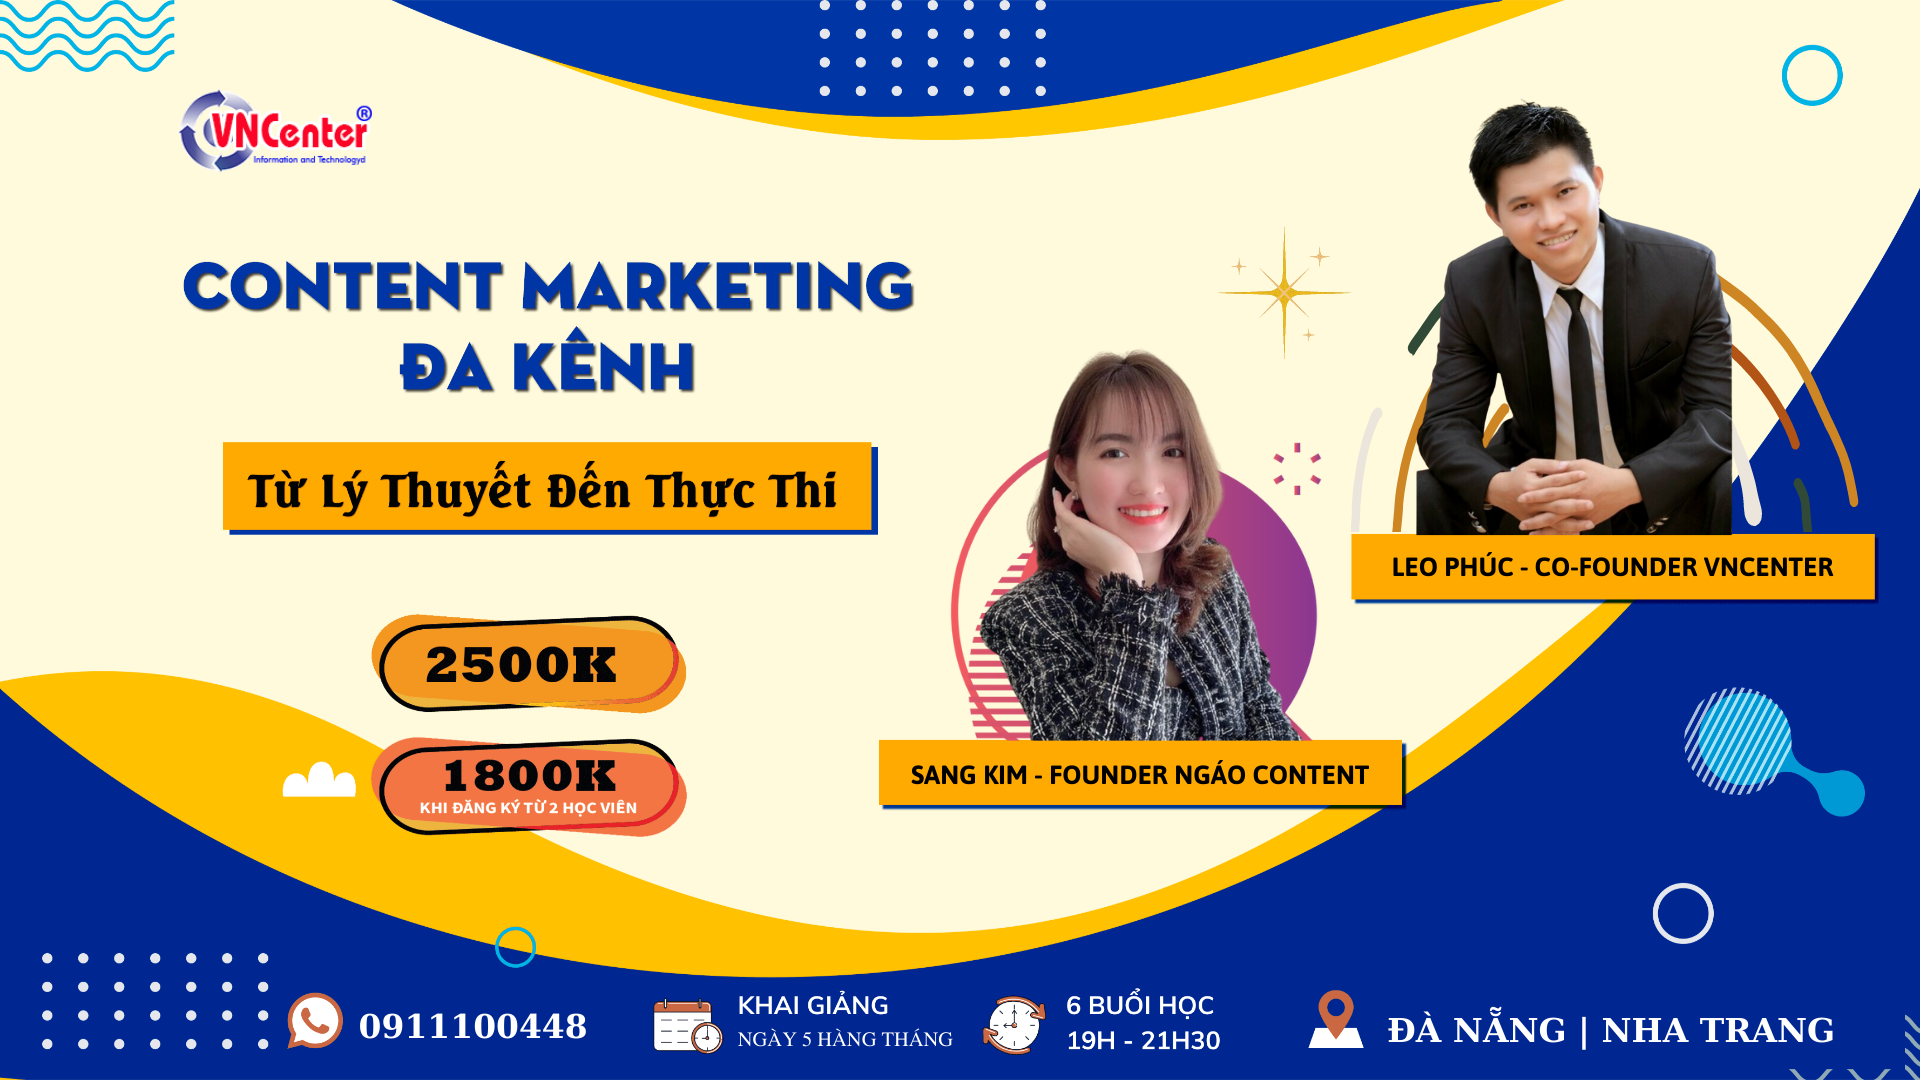 VNCenter®
Information and Technologyd
CONTENT MARKETING
ĐA KÊNH
Từ Lý Thuyết Đến Thực Thi
2500K
1800K
KHI ĐĂNG KÝ TỪ 2 HỌC VIÊN
LEO PHÚC - CO-FOUNDER VNCENTER
SANG KIM - FOUNDER NGÁO CONTENT
0911100448
KHAI GIẢNG
NGÀY 5 HÀNG THÁNG
6 BUỔI HỌC
19H - 21H30
ĐÀ NẴNG | NHA TRANG